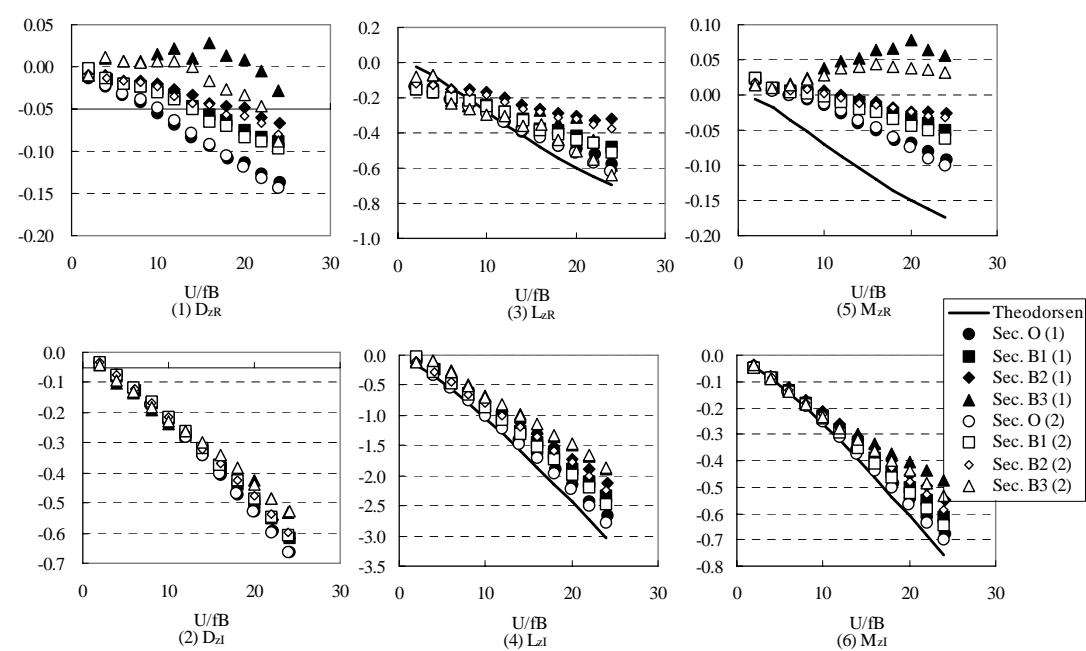 0.05
0.00
-0.05
-0.10
-0.15
-0.20
0 10 20 30
U/fB
(1) DzR
0.2
0.0
-0.2
-0.4
-0.6
-0.8
-1.0
0 10 20 30
U/fB
(3) LzR
0.10
0.05
0.00
-0.05
-0.10
-0.15
-0.20
0 10 20 30
U/fB
(5) MzR
Theodorsen
Sec. O (1)
Sec. B1 (1)
Sec. B2 (1)
Sec. B3 (1)
Sec. O (2)
Sec. B1 (2)
Sec. B2 (2)
Sec. B3 (2)
0.0
-0.1
-0.2
-0.3
-0.4
-0.5
-0.6
-0.7
0 10 20 30
U/fB
(2) DzI
0.0
-0.5
-1.0
-1.5
-2.0
-2.5
-3.0
-3.5
0 10 20 30
U/fB
(4) LzI
0.0
-0.1
-0.2
-0.3
-0.4
-0.5
-0.6
-0.7
-0.8
0 10 20 30
U/fB
(6) MzI